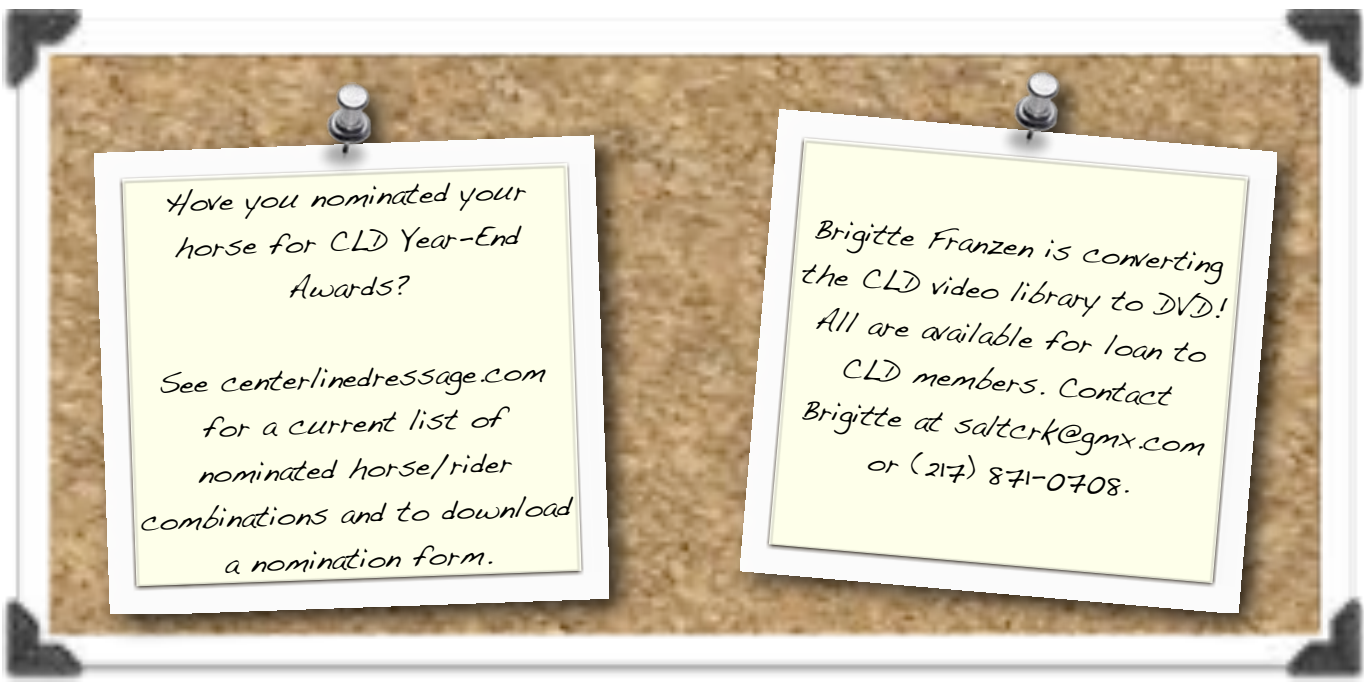 Have you nominated your
horse for CLD Year-End
Awards?
See centerlinedressage.com
for a current list of
nominated horse/rider
combinations and to download
a nomination form.
Brigitte Franzen is converting
the CLD video library to DVD!
All are available for loan to
CLD members. Contact
Brigitte at saltcrk@gmx.com
or (217) 871-0708.